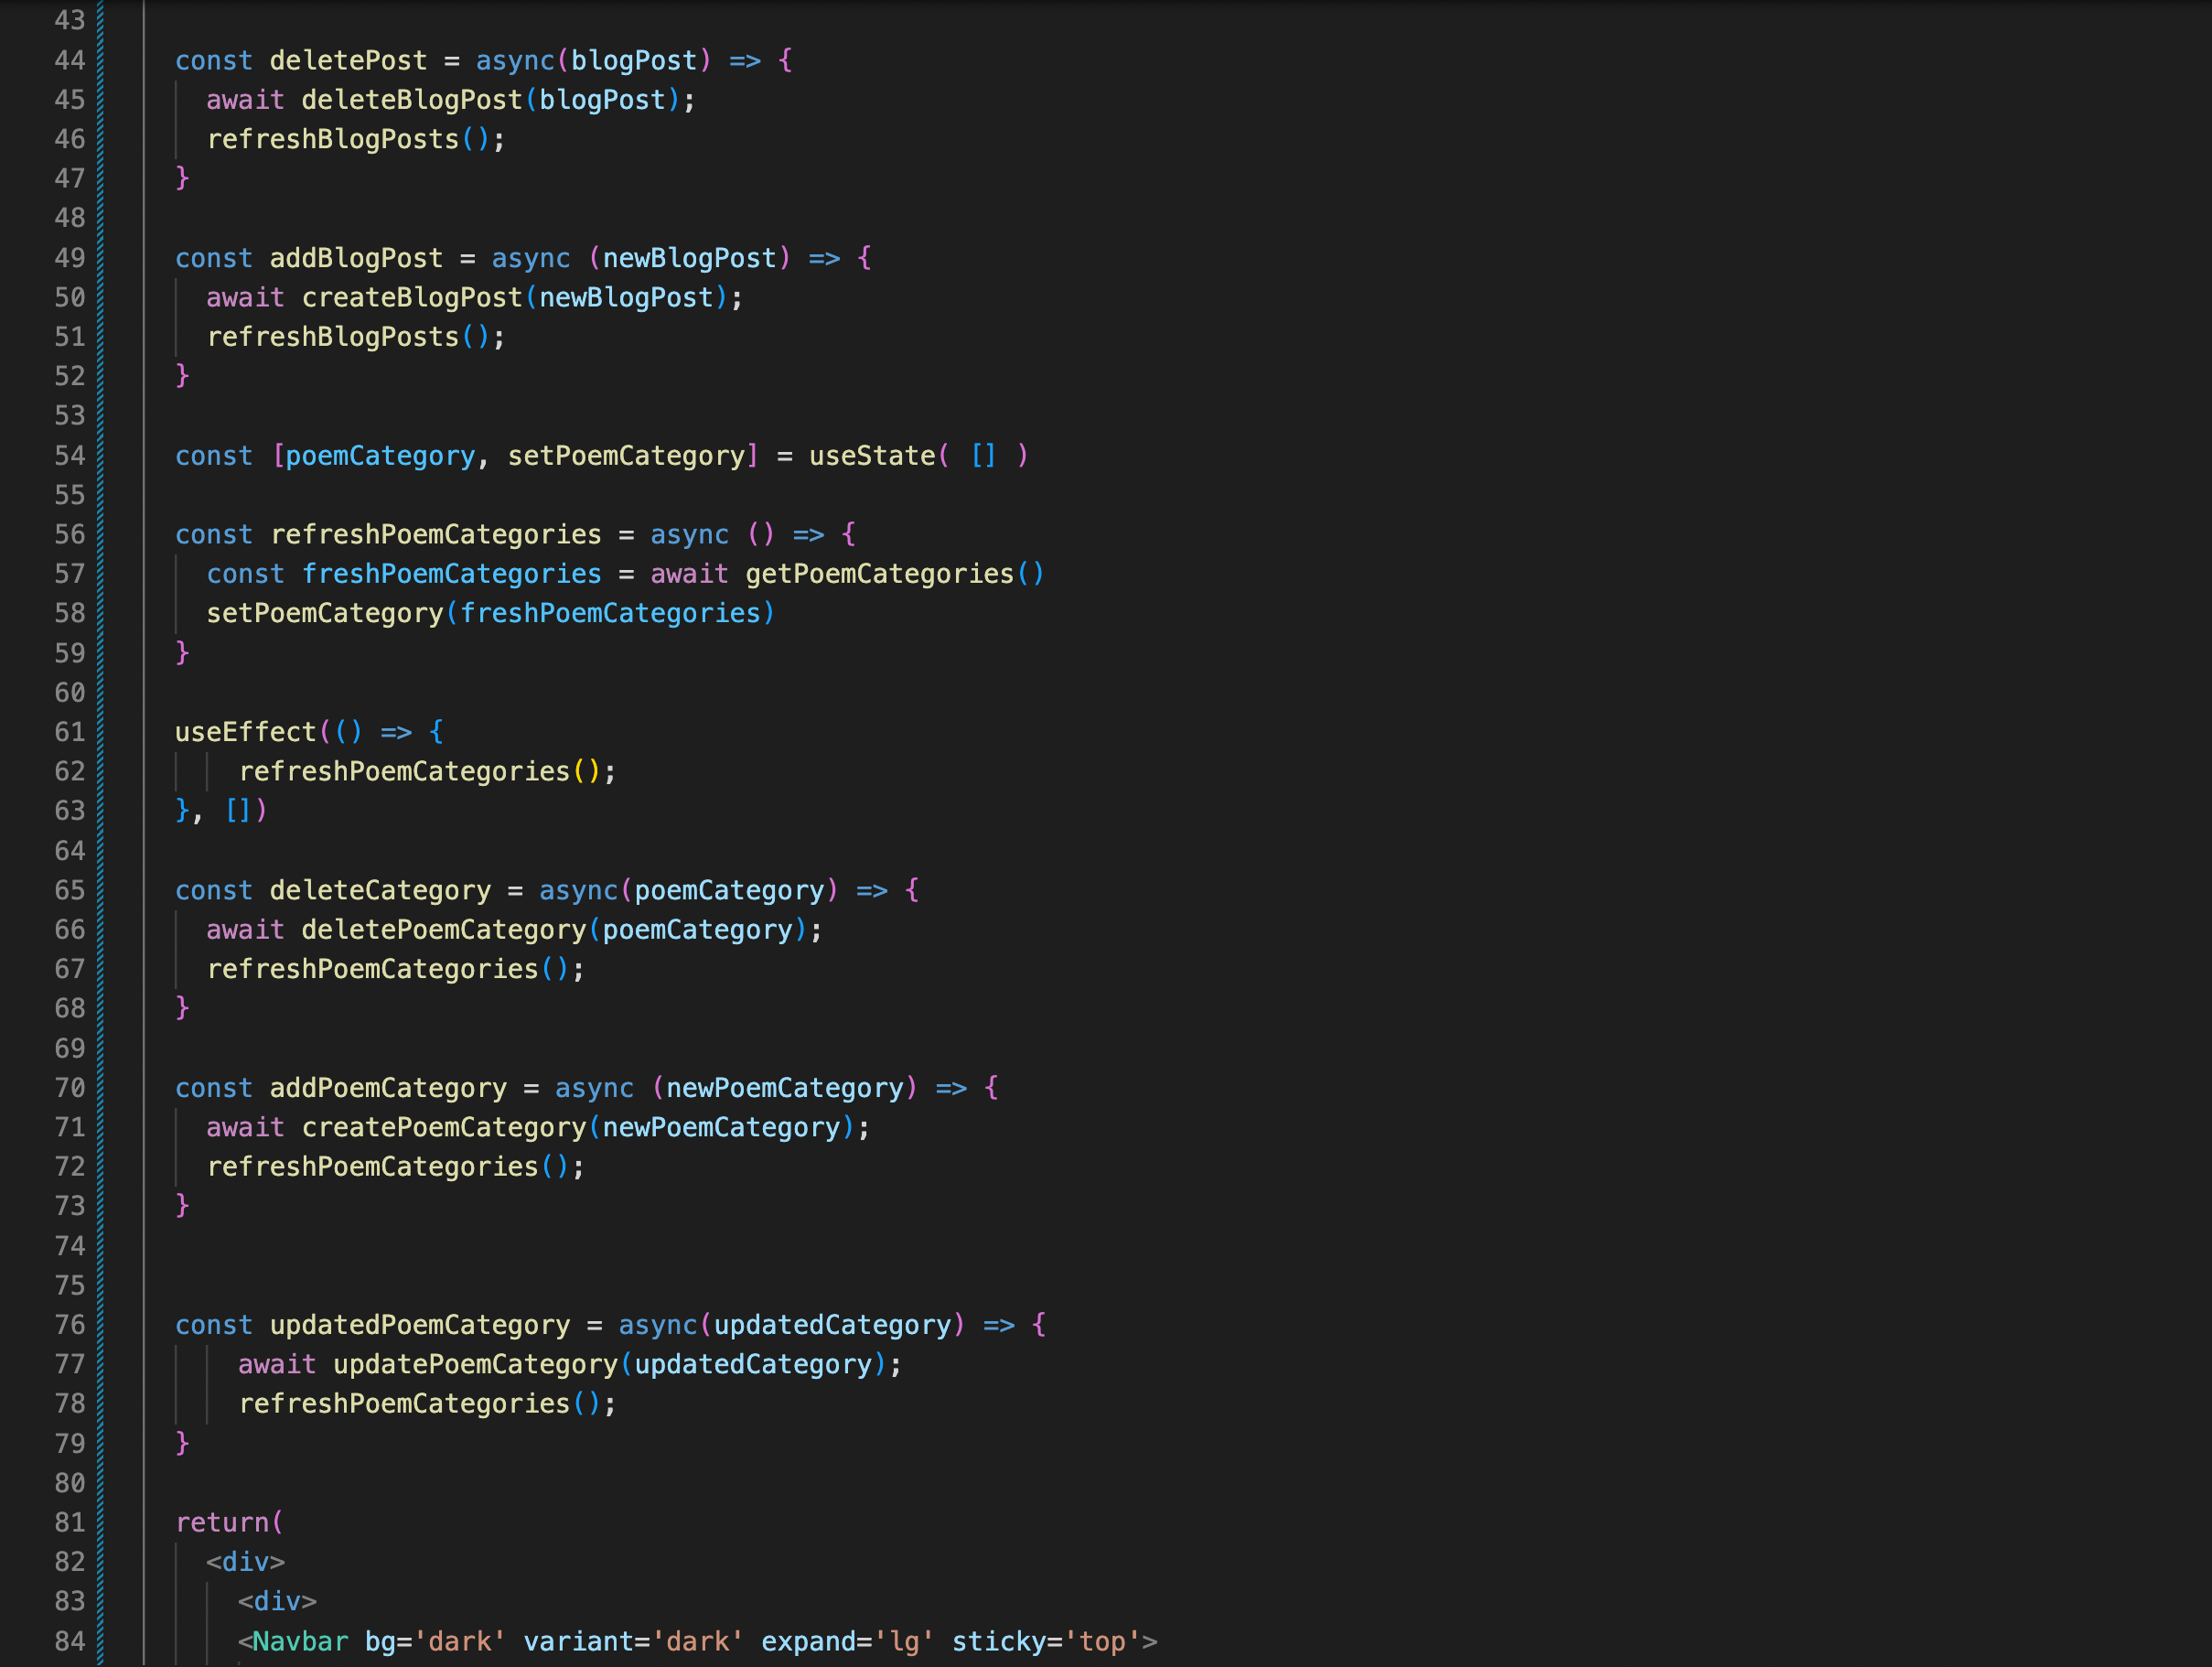 43
44 const deletePost = async(blogPost) => {
45 await deleteBlogPost(blogPost);
46 refreshBlogPosts();
47 }
48
49 const addBlogPost = async (newBlogPost) => {
50 await createBlogPost(newBlogPost);
51 refreshBlogPosts();
52 }
53
54 const [poemCategory, setPoemCategory] = useState( [] )
55
56 const refreshPoemCategories = async () => {
57 const freshPoemCategories = await getPoemCategories()
58 setPoemCategory(freshPoemCategories)
59 }
60
61 useEffect(() => {
62 refreshPoemCategories();
63 }, [])
64
65 const deleteCategory = async(poemCategory) => {
66 await deletePoemCategory(poemCategory);
67 refreshPoemCategories();
68 }
69
70 const addPoemCategory = async (newPoemCategory) => {
71 await createPoemCategory(newPoemCategory);
72 refreshPoemCategories();
73 }
74
75
76 const updatedPoemCategory = async(updatedCategory) => {
77 await updatePoemCategory(updatedCategory);
78 refreshPoemCategories();
79 }
80
81 return(
82 <div>
83 <div>
84 <Navbar bg='dark' variant='dark' expand='lg' sticky='top'>